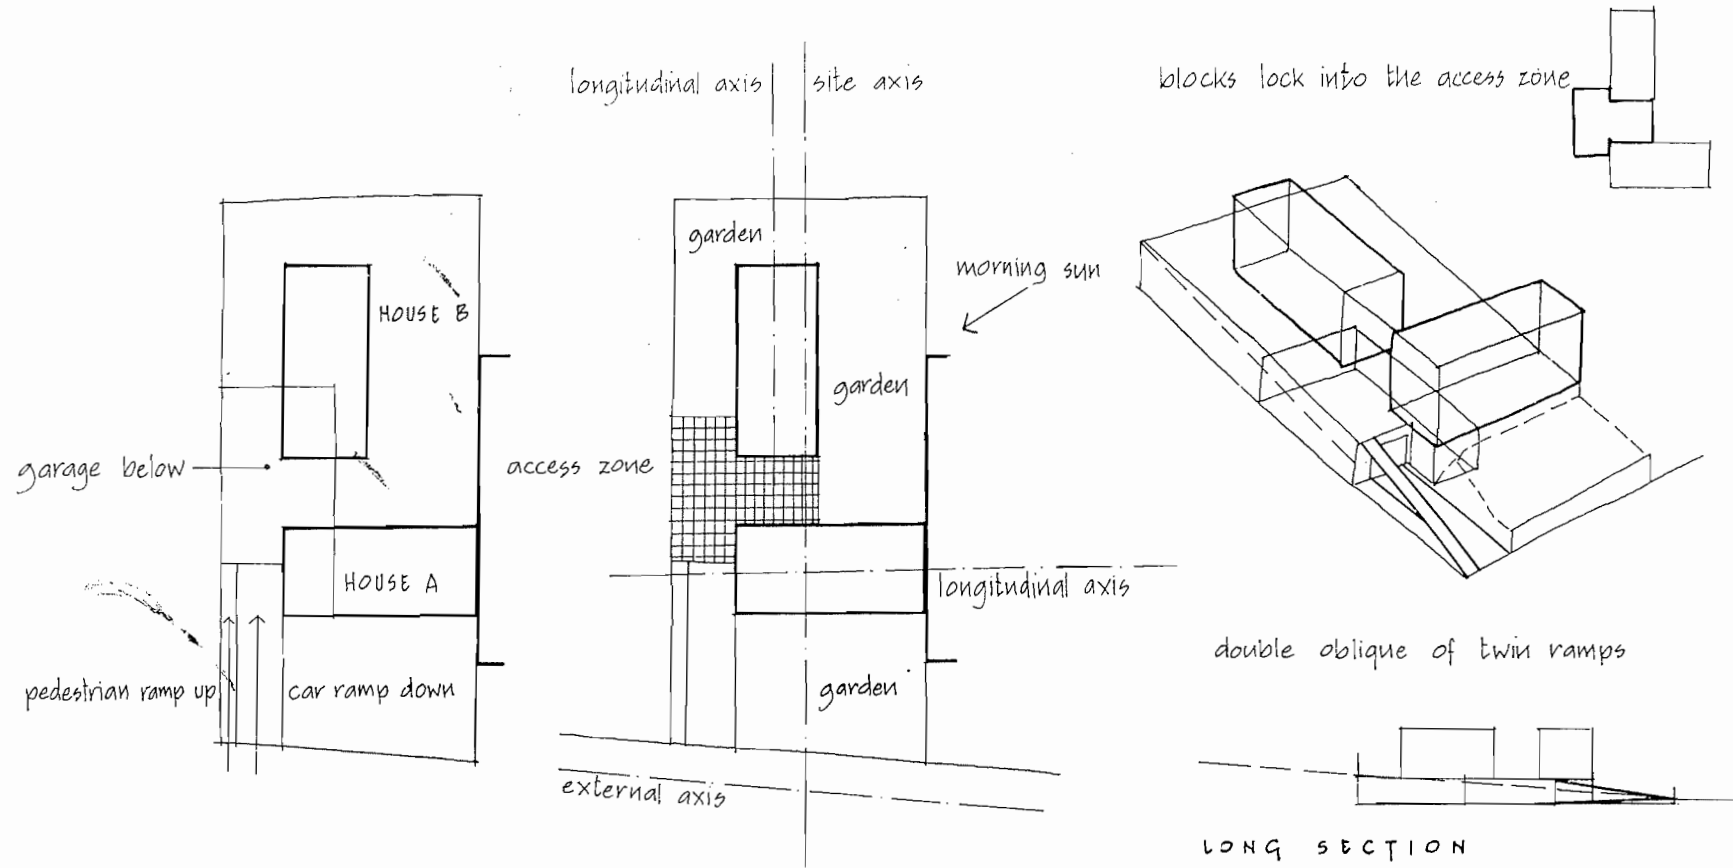 longitudinal axis
site axis
blocks lock into the access zone
garden
morning sun
HOUSE B
garden
garage below
access zone
HOUSE A
longitudinal axis
double oblique of twin ramps
pedestrian ramp up
car ramp down
garden
external axis
LONG SECTION